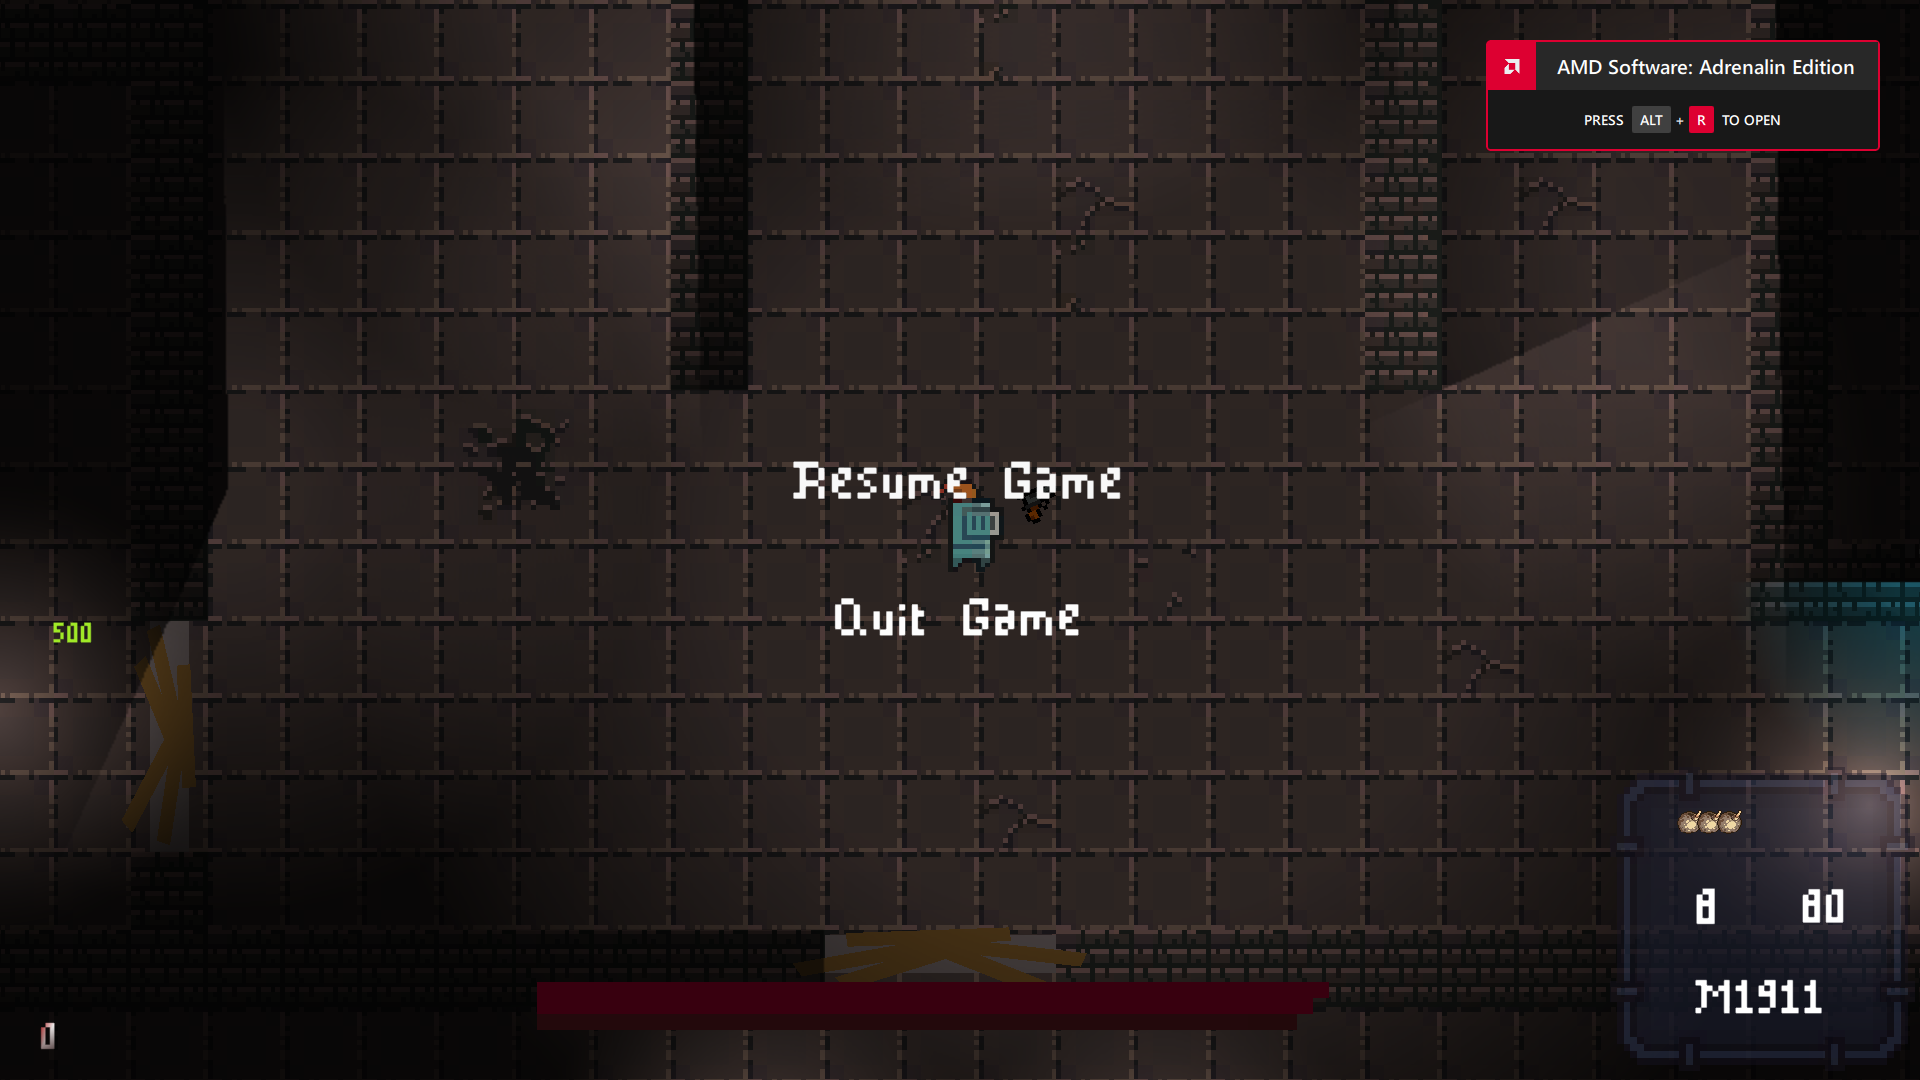 AMD Software: Adrenalin Edition
PRESS ALT + R TO OPEN
Resume Game
Quit Game
500
8 80
M1911
0